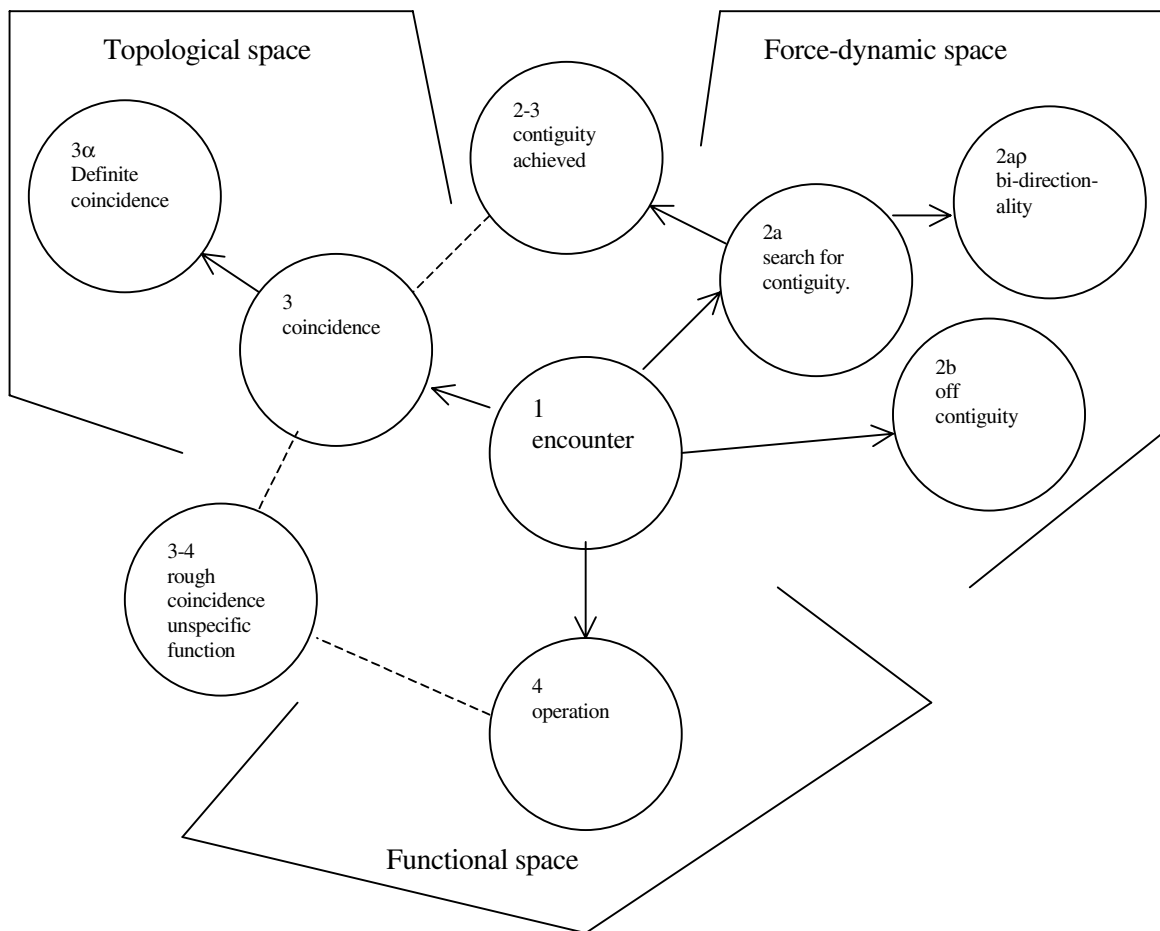 Topological space
Force-dynamic space
2-3
contiguity
achieved
3α
Definite
coincidence
2aρ
bi-direction-
ality
2a
search for
contiguity.
3
coincidence
2b
off
contiguity
1
encounter
3-4
rough
coincidence
unspecific
function
4
operation
Functional space